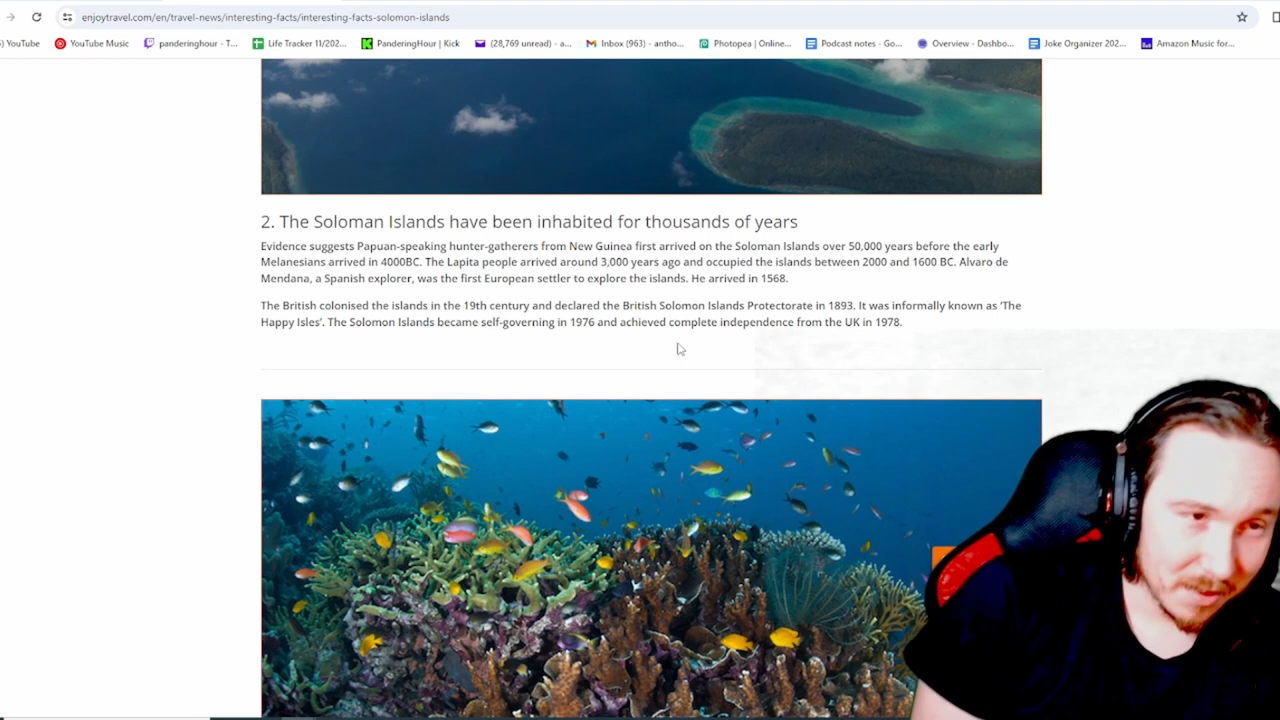 enjoytravel.com/en/travel-news/interesting-facts/interesting-facts-solomon-islands
) YouTube YouTube Music panderinghour - T... Life Tracker 11/202... PanderingHour | Kick (28,769 unread) - a... Inbox (963) - antho... Photopea | Online... Podcast notes - Go... Overview - Dashbo... Joke Organizer 202... Amazon Music for...
2. The Soloman Islands have been inhabited for thousands of years
Evidence suggests Papuan-speaking hunter-gatherers from New Guinea first arrived on the Soloman Islands over 50,000 years before the early
Melanesians arrived in 4000BC. The Lapita people arrived around 3,000 years ago and occupied the islands between 2000 and 1600 BC. Alvaro de
Mendana, a Spanish explorer, was the first European settler to explore the islands. He arrived in 1568.
The British colonised the islands in the 19th century and declared the British Solomon Islands Protectorate in 1893. It was informally known as ‘The
Happy Isles’. The Solomon Islands became self-governing in 1976 and achieved complete independence from the UK in 1978.